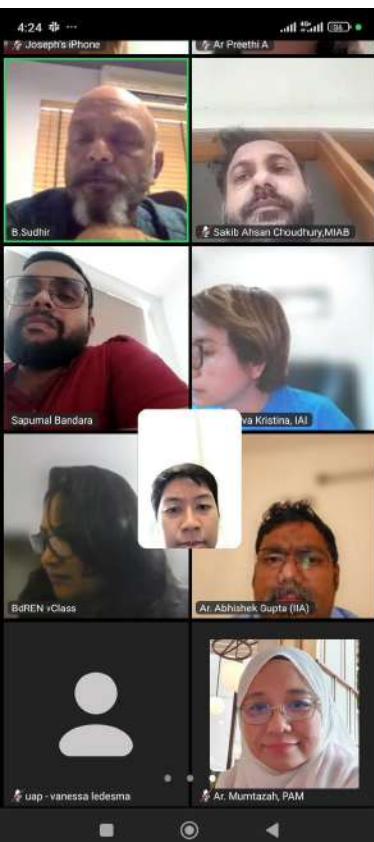 4:24
Joseph's iPhone
Ar Preethi A
B.Sudhir
Sakib Ahsan Choudhury,MIAB
Sapumal Bandara
va Kristina, IAI
BdREN vClass
Ar. Abhishek Gupta (IIA)
uap - vanessa ledesma
Ar. Mumtazah, PAM